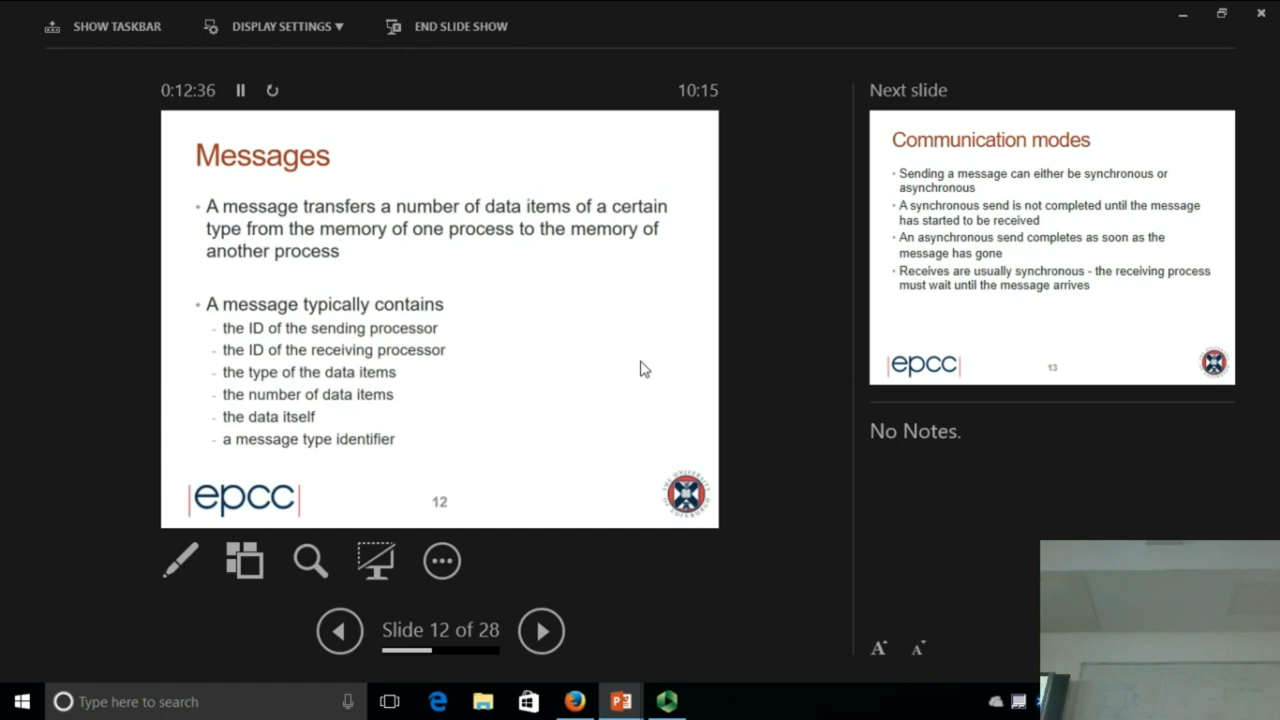 SHOW TASKBAR
DISPLAY SETTINGS ▼
END SLIDE SHOW
0:12:36
10:15
Messages
• A message transfers a number of data items of a certain
type from the memory of one process to the memory of
another process
• A message typically contains
- the ID of the sending processor
- the ID of the receiving processor
- the type of the data items
- the number of data items
- the data itself
- a message type identifier
|epcc|
12
Slide 12 of 28
Next slide
Communication modes
• Sending a message can either be synchronous or
asynchronous
• A synchronous send is not completed until the message
has started to be received
• An asynchronous send completes as soon as the
message has gone
• Receives are usually synchronous - the receiving process
must wait until the message arrives
|epcc|
13
No Notes.
A A
Type here to search